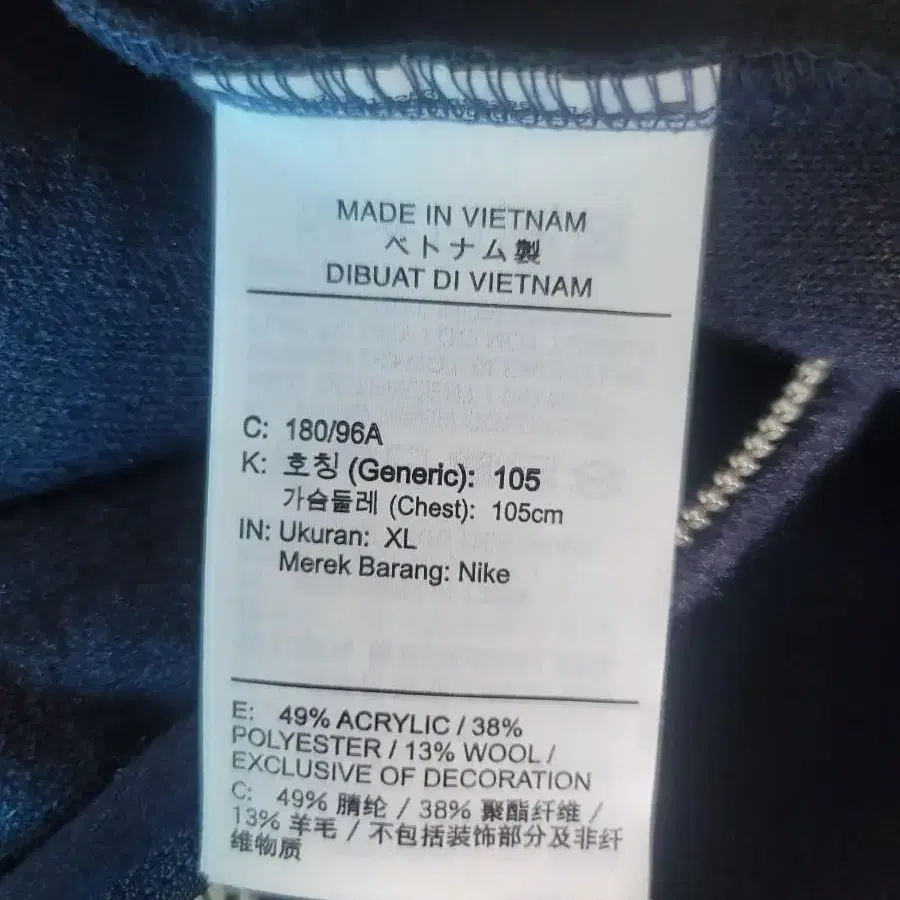 MADE IN VIETNAM
ベトナム製
DIBUAT DI VIETNAM
C: 180/96A
K: 호칭 (Generic): 105
가슴둘레 (Chest): 105cm
IN: Ukuran: XL
Merek Barang: Nike
E: 49% ACRYLIC / 38%
POLYESTER / 13% WOOL /
EXCLUSIVE OF DECORATION
C: 49% 腈纶 / 38% 聚酯纤维 /
13% 羊毛 / 不包括装饰部分及非纤
维物质